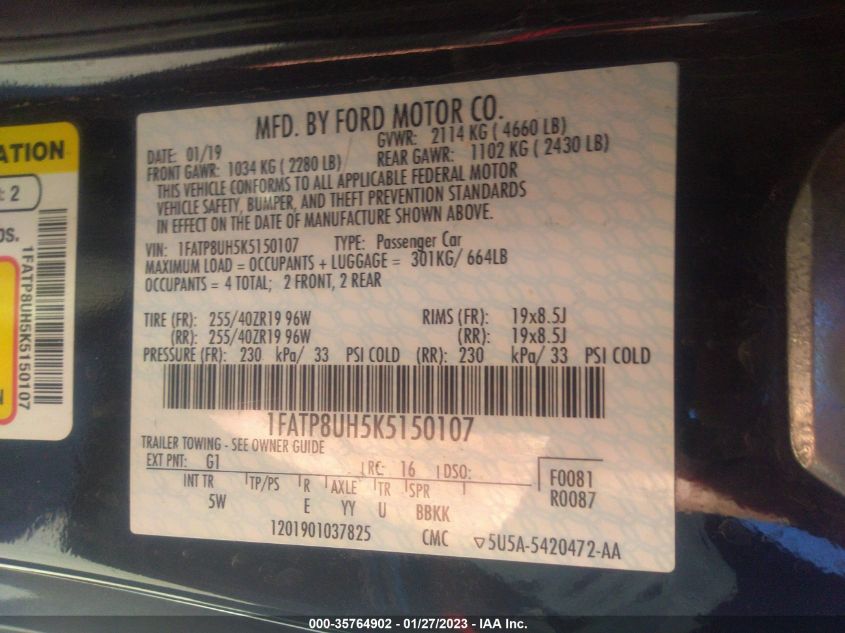 MFD. BY FORD MOTOR CO.
DATE: 01/19 GVWR: 2114 KG ( 4660 LB)
FRONT GAWR: 1034 KG ( 2280 LB) REAR GAWR: 1102 KG ( 2430 LB)
THIS VEHICLE CONFORMS TO ALL APPLICABLE FEDERAL MOTOR
VEHICLE SAFETY, BUMPER, AND THEFT PREVENTION STANDARDS
IN EFFECT ON THE DATE OF MANUFACTURE SHOWN ABOVE.
VIN: 1FATP8UH5K5150107 TYPE: Passenger Car
MAXIMUM LOAD = OCCUPANTS + LUGGAGE = 301KG/ 664LB
OCCUPANTS = 4 TOTAL; 2 FRONT, 2 REAR
TIRE (FR): 255/40ZR19 96W RIMS (FR): 19x8.5J
(RR): 255/40ZR19 96W (RR): 19x8.5J
PRESSURE (FR): 230 kPa/ 33 PSI COLD (RR): 230 kPa/ 33 PSI COLD
1FATP8UH5K5150107
TRAILER TOWING - SEE OWNER GUIDE
EXT PNT: G1 RC: 16 DSO:
INT TR TP/PS R AXLE TR SPR
5W E YY U BBKK
F0081
R0087
1201901037825 CMC ▽5U5A-5420472-AA
ATION
: 2
OS.
1FATP8UH5K5150107
N
000-35764902 - 01/27/2023 - IAA Inc.